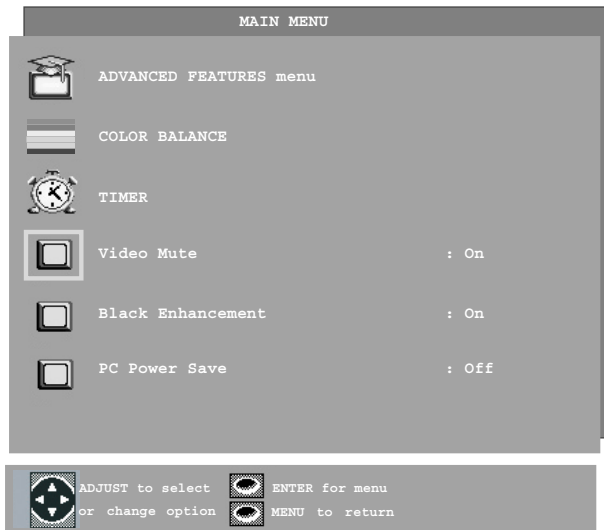 MAIN MENU
ADVANCED FEATURES menu
COLOR BALANCE
TIMER
Video Mute : On
Black Enhancement : On
PC Power Save : Off
ADJUST to select ENTER for menu
or change option MENU to return